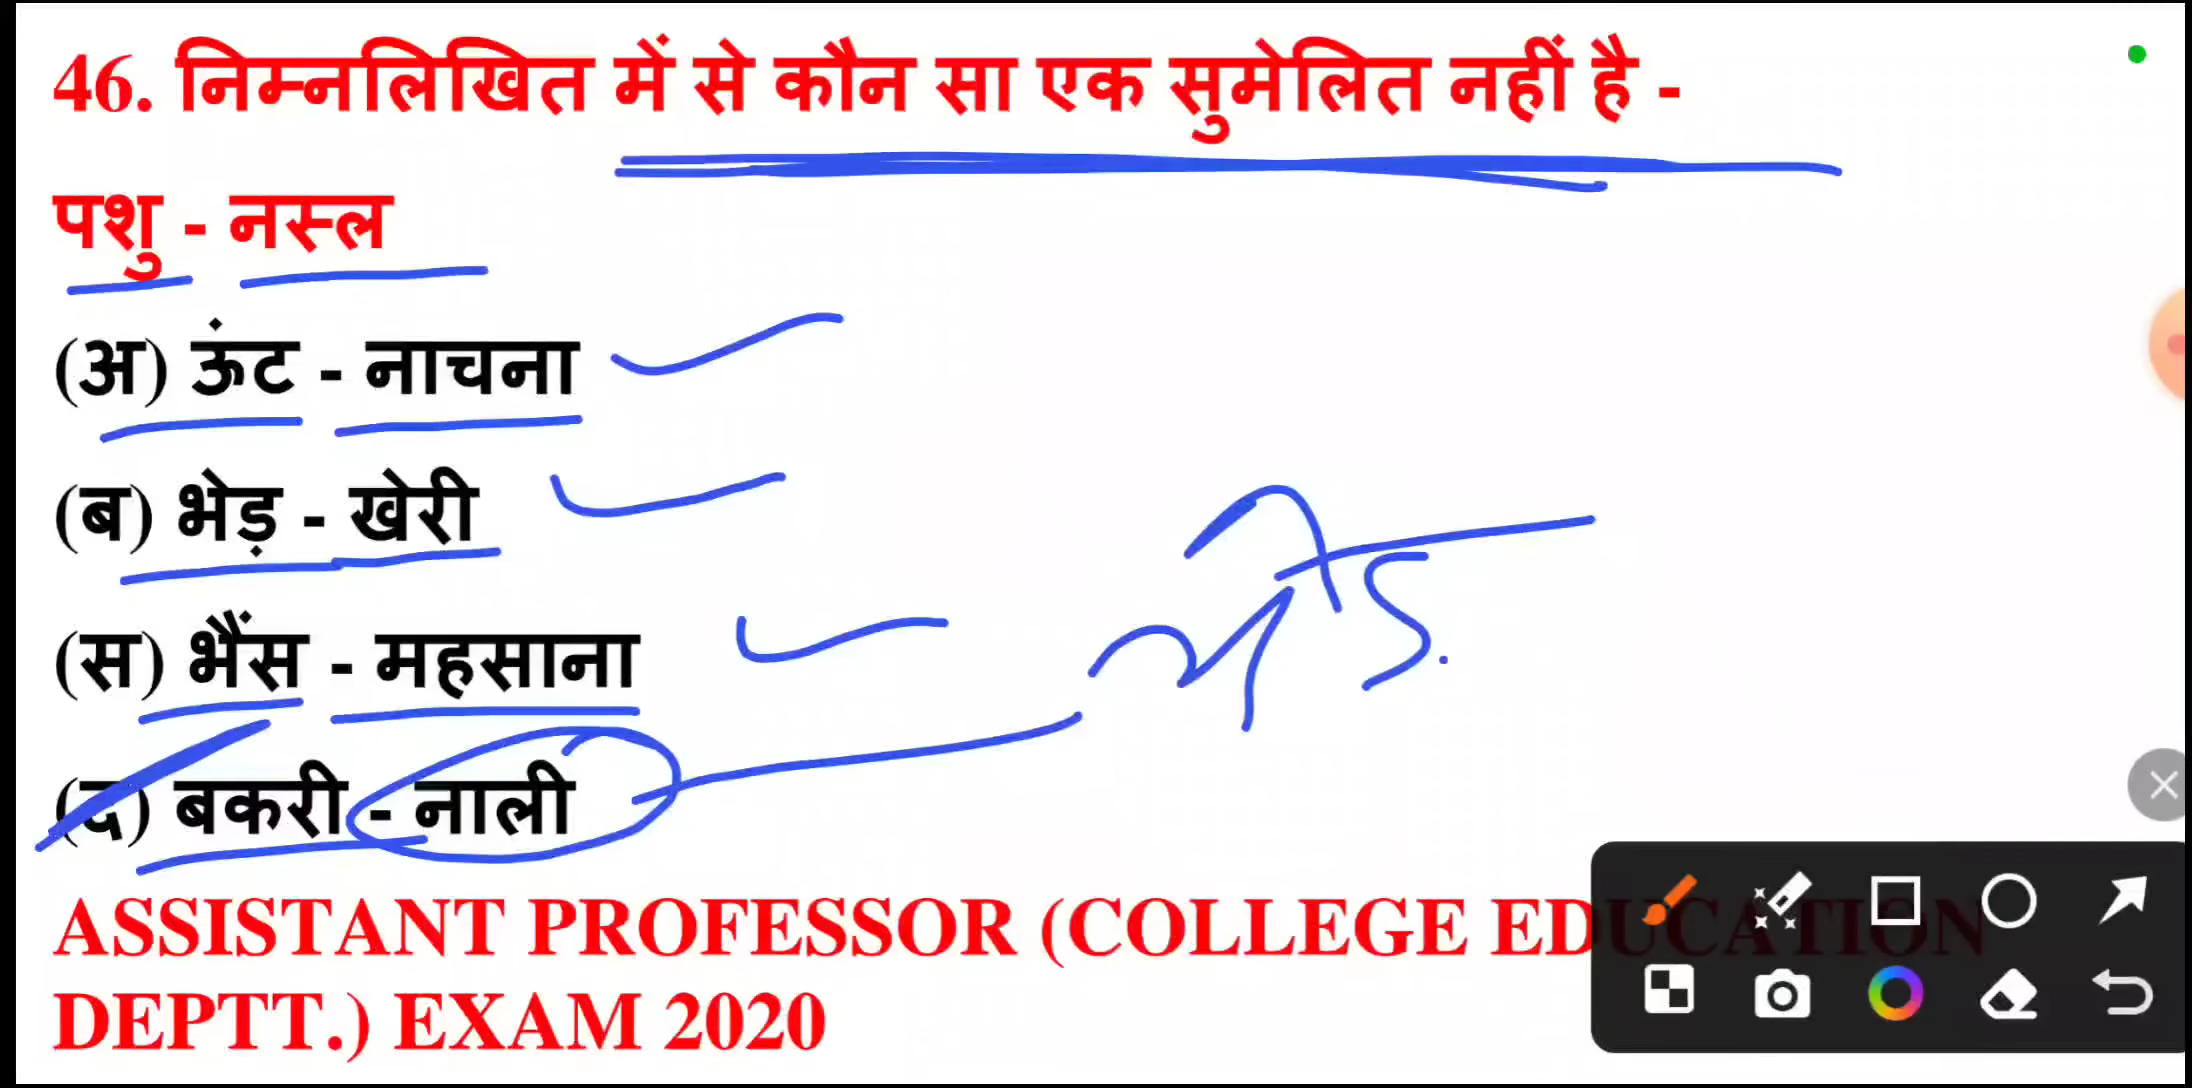 46. निम्नलिखित में से कौन सा एक सुमेलित नहीं है -
पशु - नस्ल
(अ) ऊंट - नाचना
(ब) भेड़ - खेरी
(स) भैंस - महसाना
(द) बकरी - नाली
भेड़
ASSISTANT PROFESSOR (COLLEGE EDUCATION
DEPTT.) EXAM 2020